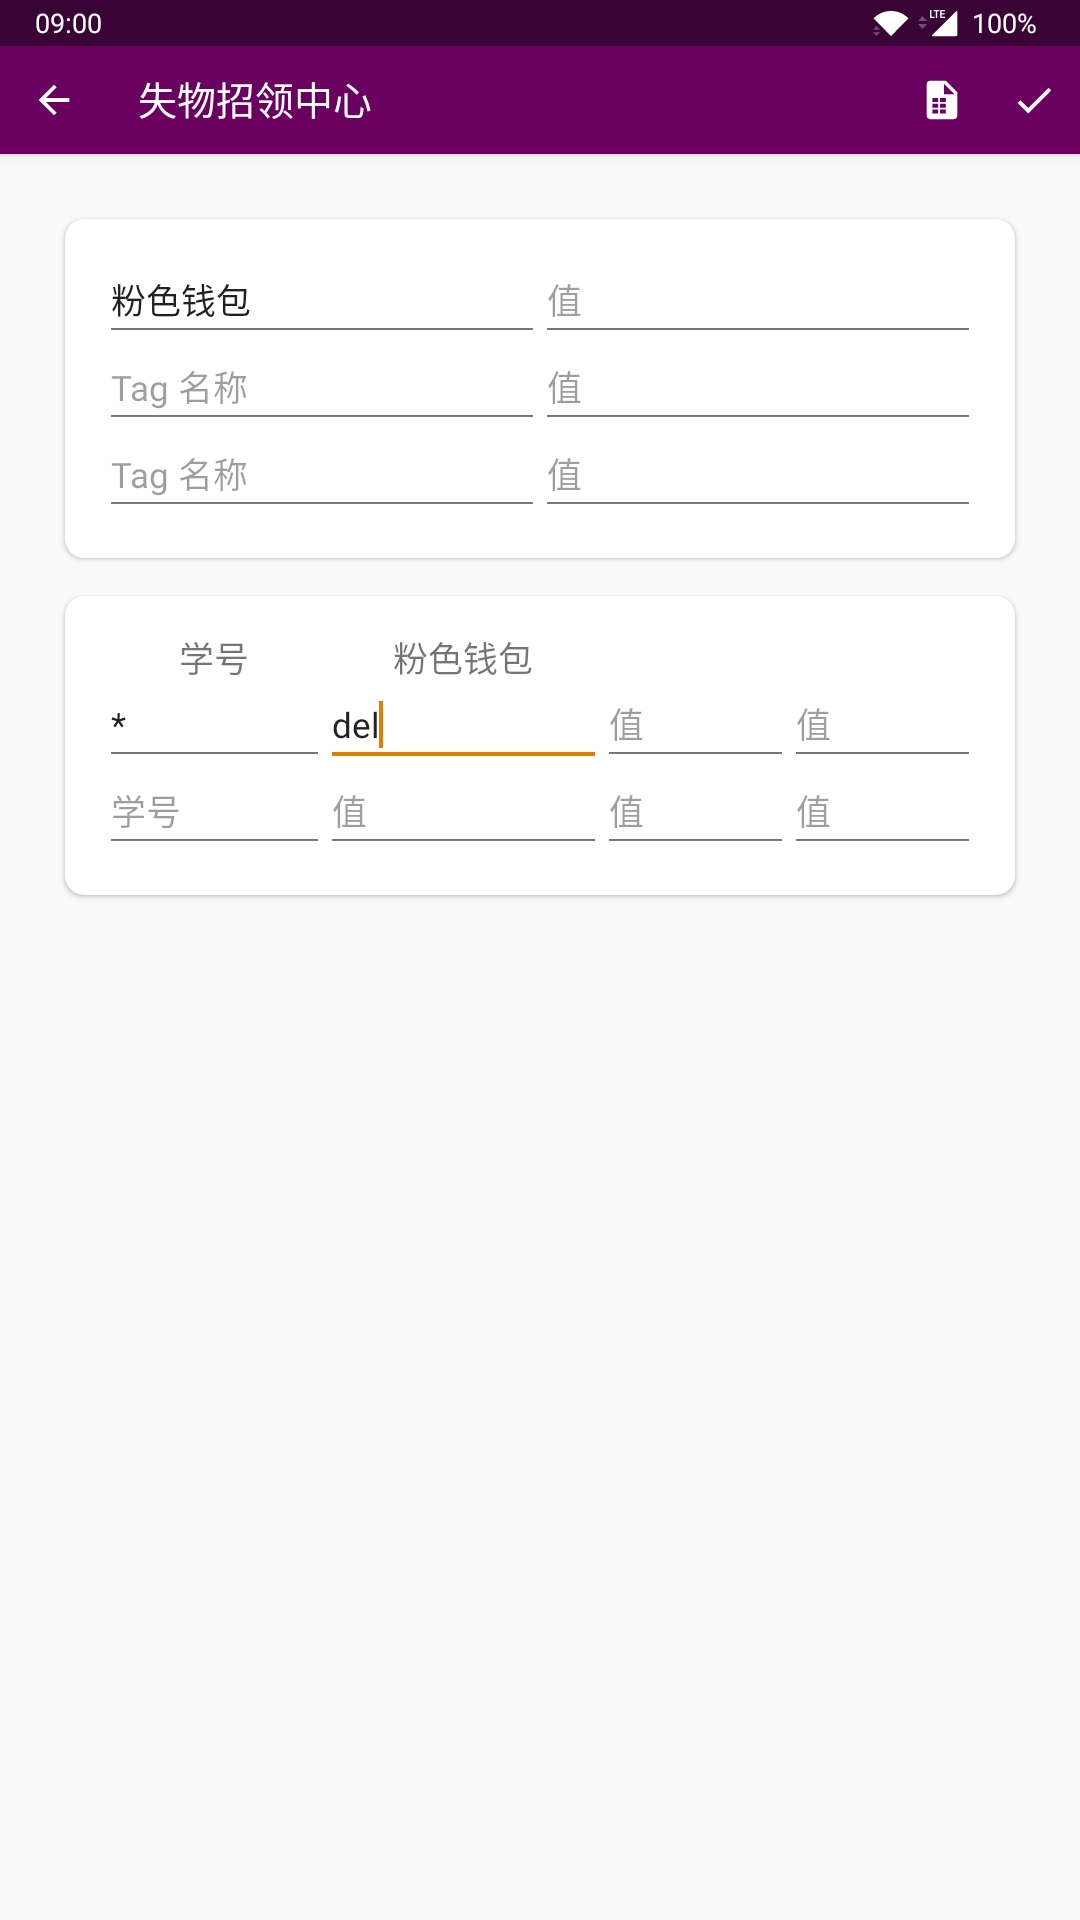 09:00 LTE 100%
失物招领中心
粉色钱包 值
Tag 名称 值
Tag 名称 值
学号 粉色钱包
* del 值 值
学号 值 值 值